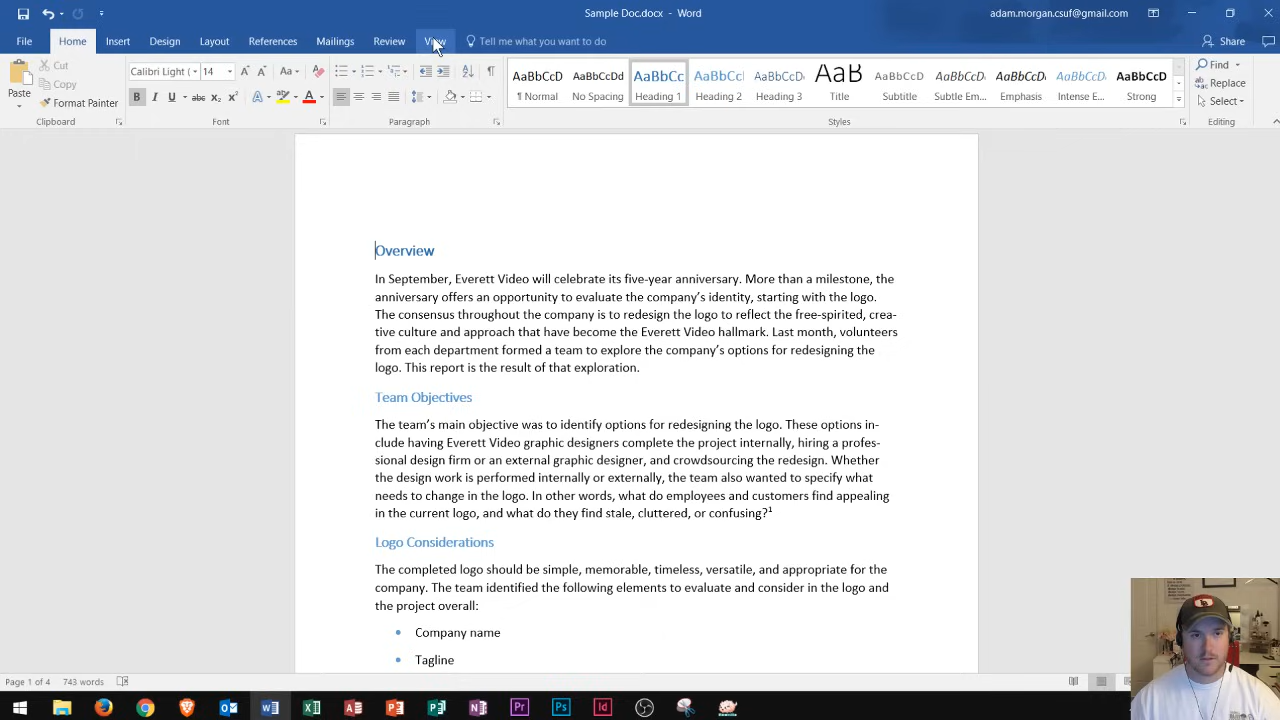 Sample Doc.docx - Word
adam.morgan.csuf@gmail.com
File Home Insert Design Layout References Mailings Review View Tell me what you want to do Share
Paste
Cut
Copy
Format Painter
Clipboard
Calibri Light ( 14
Font
Paragraph
AaBbCcD AaBbCcDd AaBbCc AaBbCcI AaBbCcD AaB AaBbCcD AaBbCcDd AaBbCcDd AaBbCcDd AaBbCcD
¶ Normal No Spacing Heading 1 Heading 2 Heading 3 Title Subtitle Subtle Em... Emphasis Intense E... Strong
Styles
Find
Replace
Select
Editing
Overview
In September, Everett Video will celebrate its five-year anniversary. More than a milestone, the
anniversary offers an opportunity to evaluate the company’s identity, starting with the logo.
The consensus throughout the company is to redesign the logo to reflect the free-spirited, crea-
tive culture and approach that have become the Everett Video hallmark. Last month, volunteers
from each department formed a team to explore the company’s options for redesigning the
logo. This report is the result of that exploration.
Team Objectives
The team’s main objective was to identify options for redesigning the logo. These options in-
clude having Everett Video graphic designers complete the project internally, hiring a profes-
sional design firm or an external graphic designer, and crowdsourcing the redesign. Whether
the design work is performed internally or externally, the team also wanted to specify what
needs to change in the logo. In other words, what do employees and customers find appealing
in the current logo, and what do they find stale, cluttered, or confusing?¹
Logo Considerations
The completed logo should be simple, memorable, timeless, versatile, and appropriate for the
company. The team identified the following elements to evaluate and consider in the logo and
the project overall:
• Company name
• Tagline
Page 1 of 4 743 words